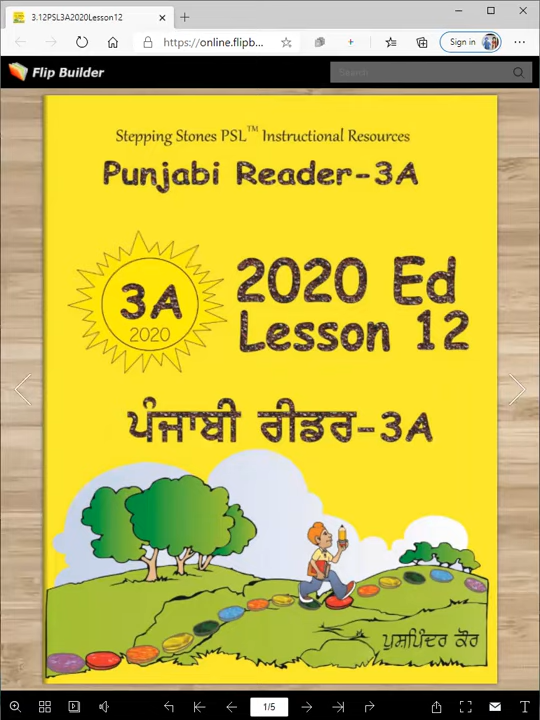 3.12PSL3A2020Lesson12
https://online.flipb...
Sign in
Flip Builder
Search
Stepping Stones PSL™ Instructional Resources
Punjabi Reader-3A
3A
2020
2020 Ed
Lesson 12
ਪੰਜਾਬੀ ਰੀਡਰ-3A
ਪੁਸ਼ਪਿੰਦਰ ਕੌਰ
1/5